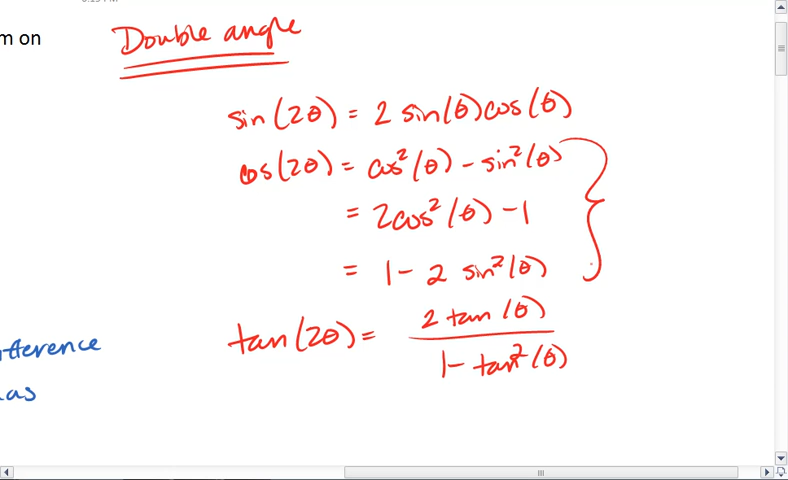 m on
Double angle
sin(2θ) = 2 sin(θ)cos(θ)
cos(2θ) = cos²(θ) - sin²(θ)
= 2cos²(θ) - 1
= 1 - 2 sin²(θ)
tan(2θ) = 2 tan(θ)
1 - tan²(θ)
fference
as